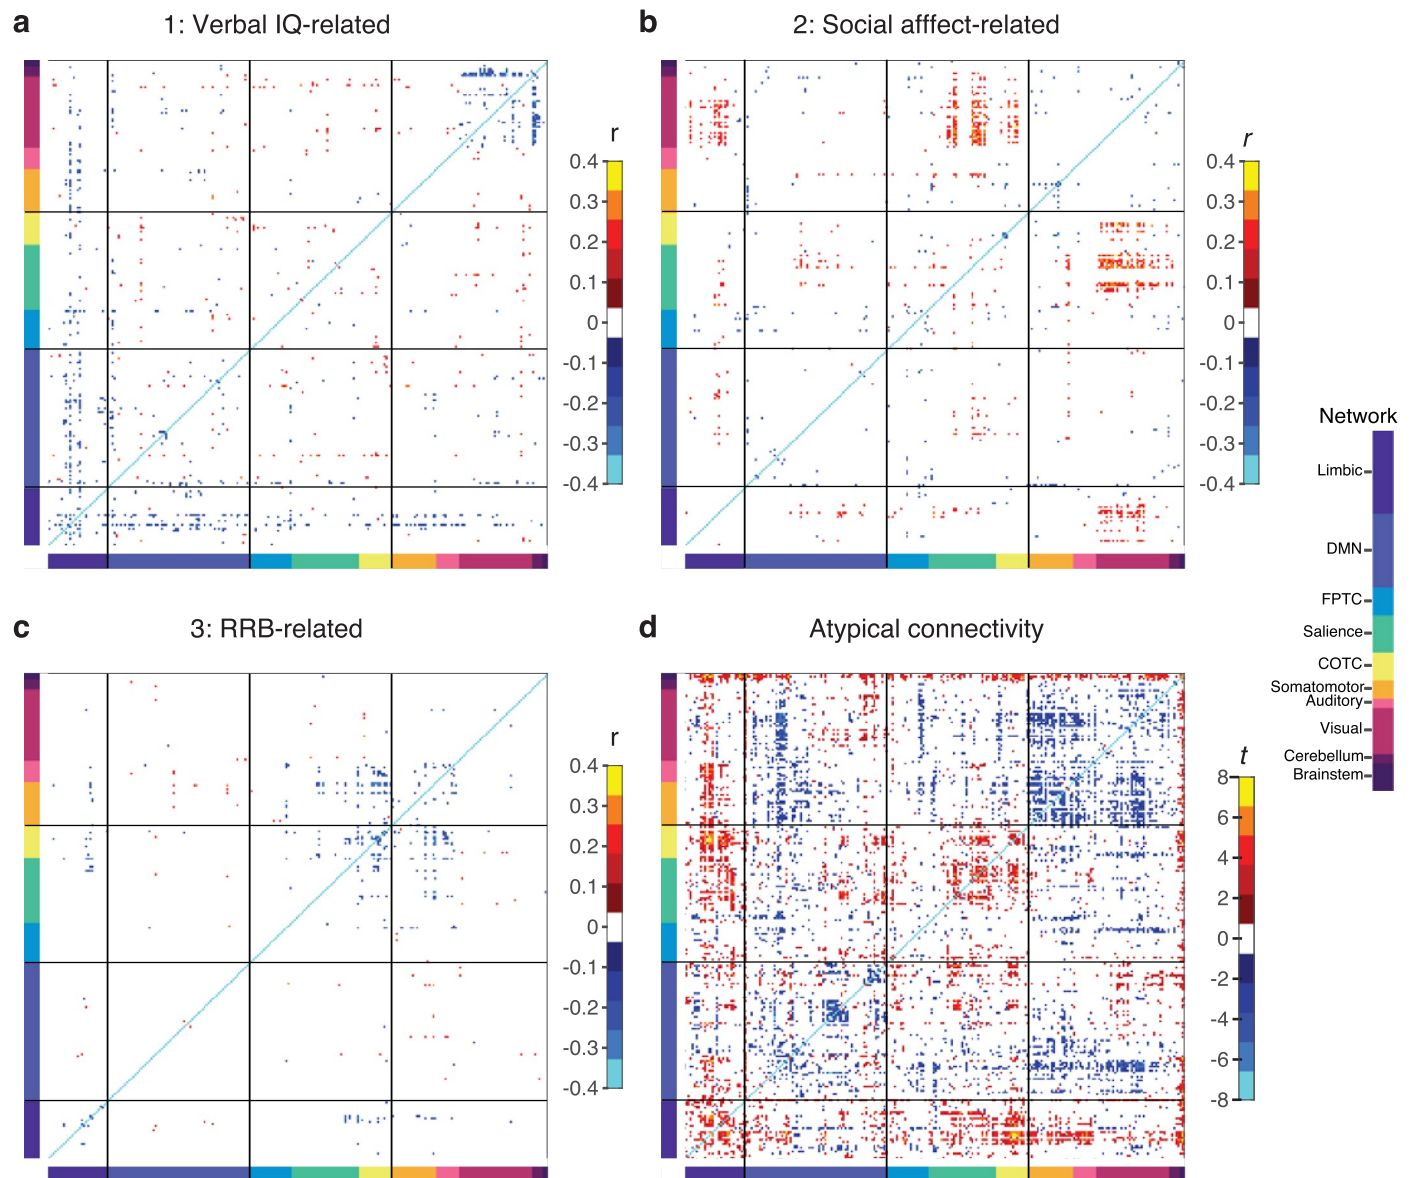 a
1: Verbal IQ-related
r
0.4
0.3
0.2
0.1
0
-0.1
-0.2
-0.3
-0.4
b
2: Social afffect-related
r
0.4
0.3
0.2
0.1
0
-0.1
-0.2
-0.3
-0.4
c
3: RRB-related
r
0.4
0.3
0.2
0.1
0
-0.1
-0.2
-0.3
-0.4
d
Atypical connectivity
t
8
6
4
2
0
-2
-4
-6
-8
Network
Limbic
DMN
FPTC
Salience
COTC
Somatomotor
Auditory
Visual
Cerebellum
Brainstem